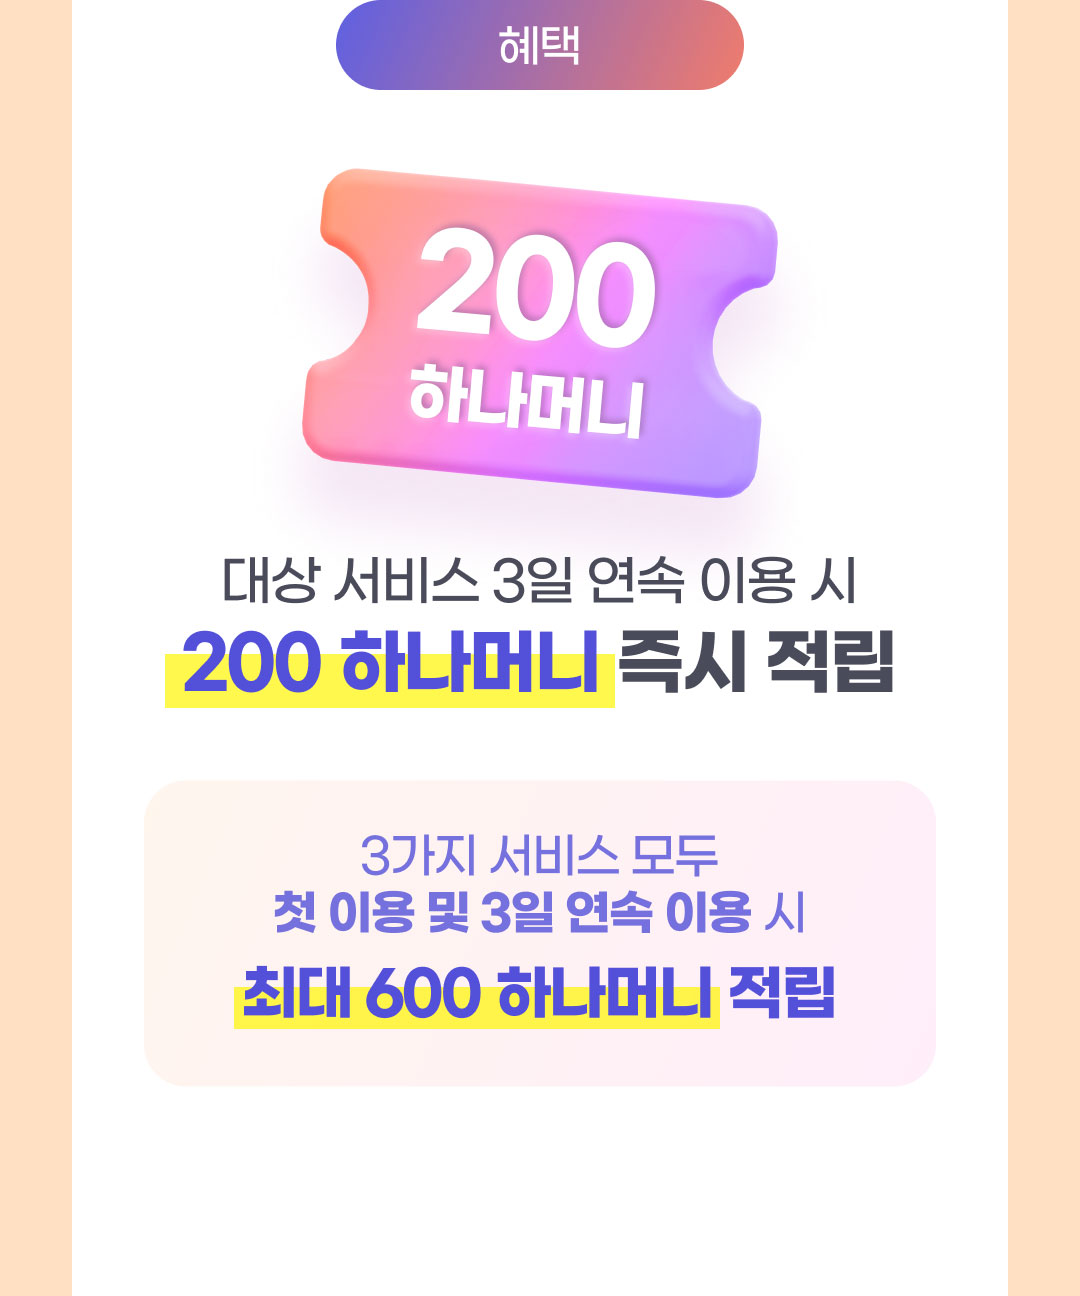 혜택
200
하나머니
대상 서비스 3일 연속 이용 시
200 하나머니 즉시 적립
3가지 서비스 모두
첫 이용 및 3일 연속 이용 시
최대 600 하나머니 적립